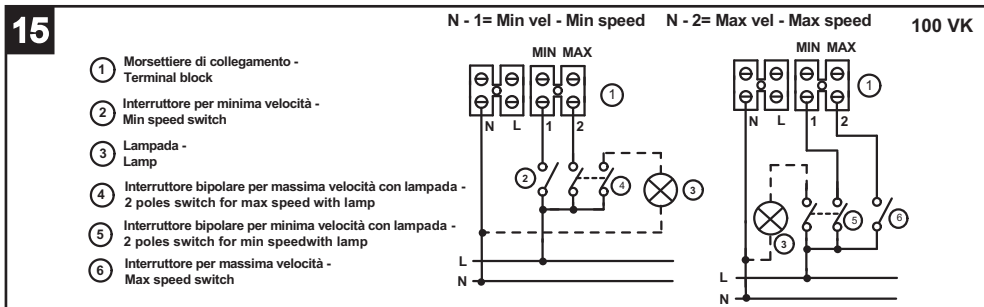 15
N - 1= Min vel - Min speed N - 2= Max vel - Max speed 100 VK
1 Morsettiere di collegamento -
Terminal block
2 Interruttore per minima velocità -
Min speed switch
3 Lampada -
Lamp
4 Interruttore bipolare per massima velocità con lampada -
2 poles switch for max speed with lamp
5 Interruttore bipolare per minima velocità con lampada -
2 poles switch for min speedwith lamp
6 Interruttore per massima velocità -
Max speed switch
MIN MAX
1
N L 1 2
2 4 3
L
N
MIN MAX
1
N L 1 2
3 5 6
L
N